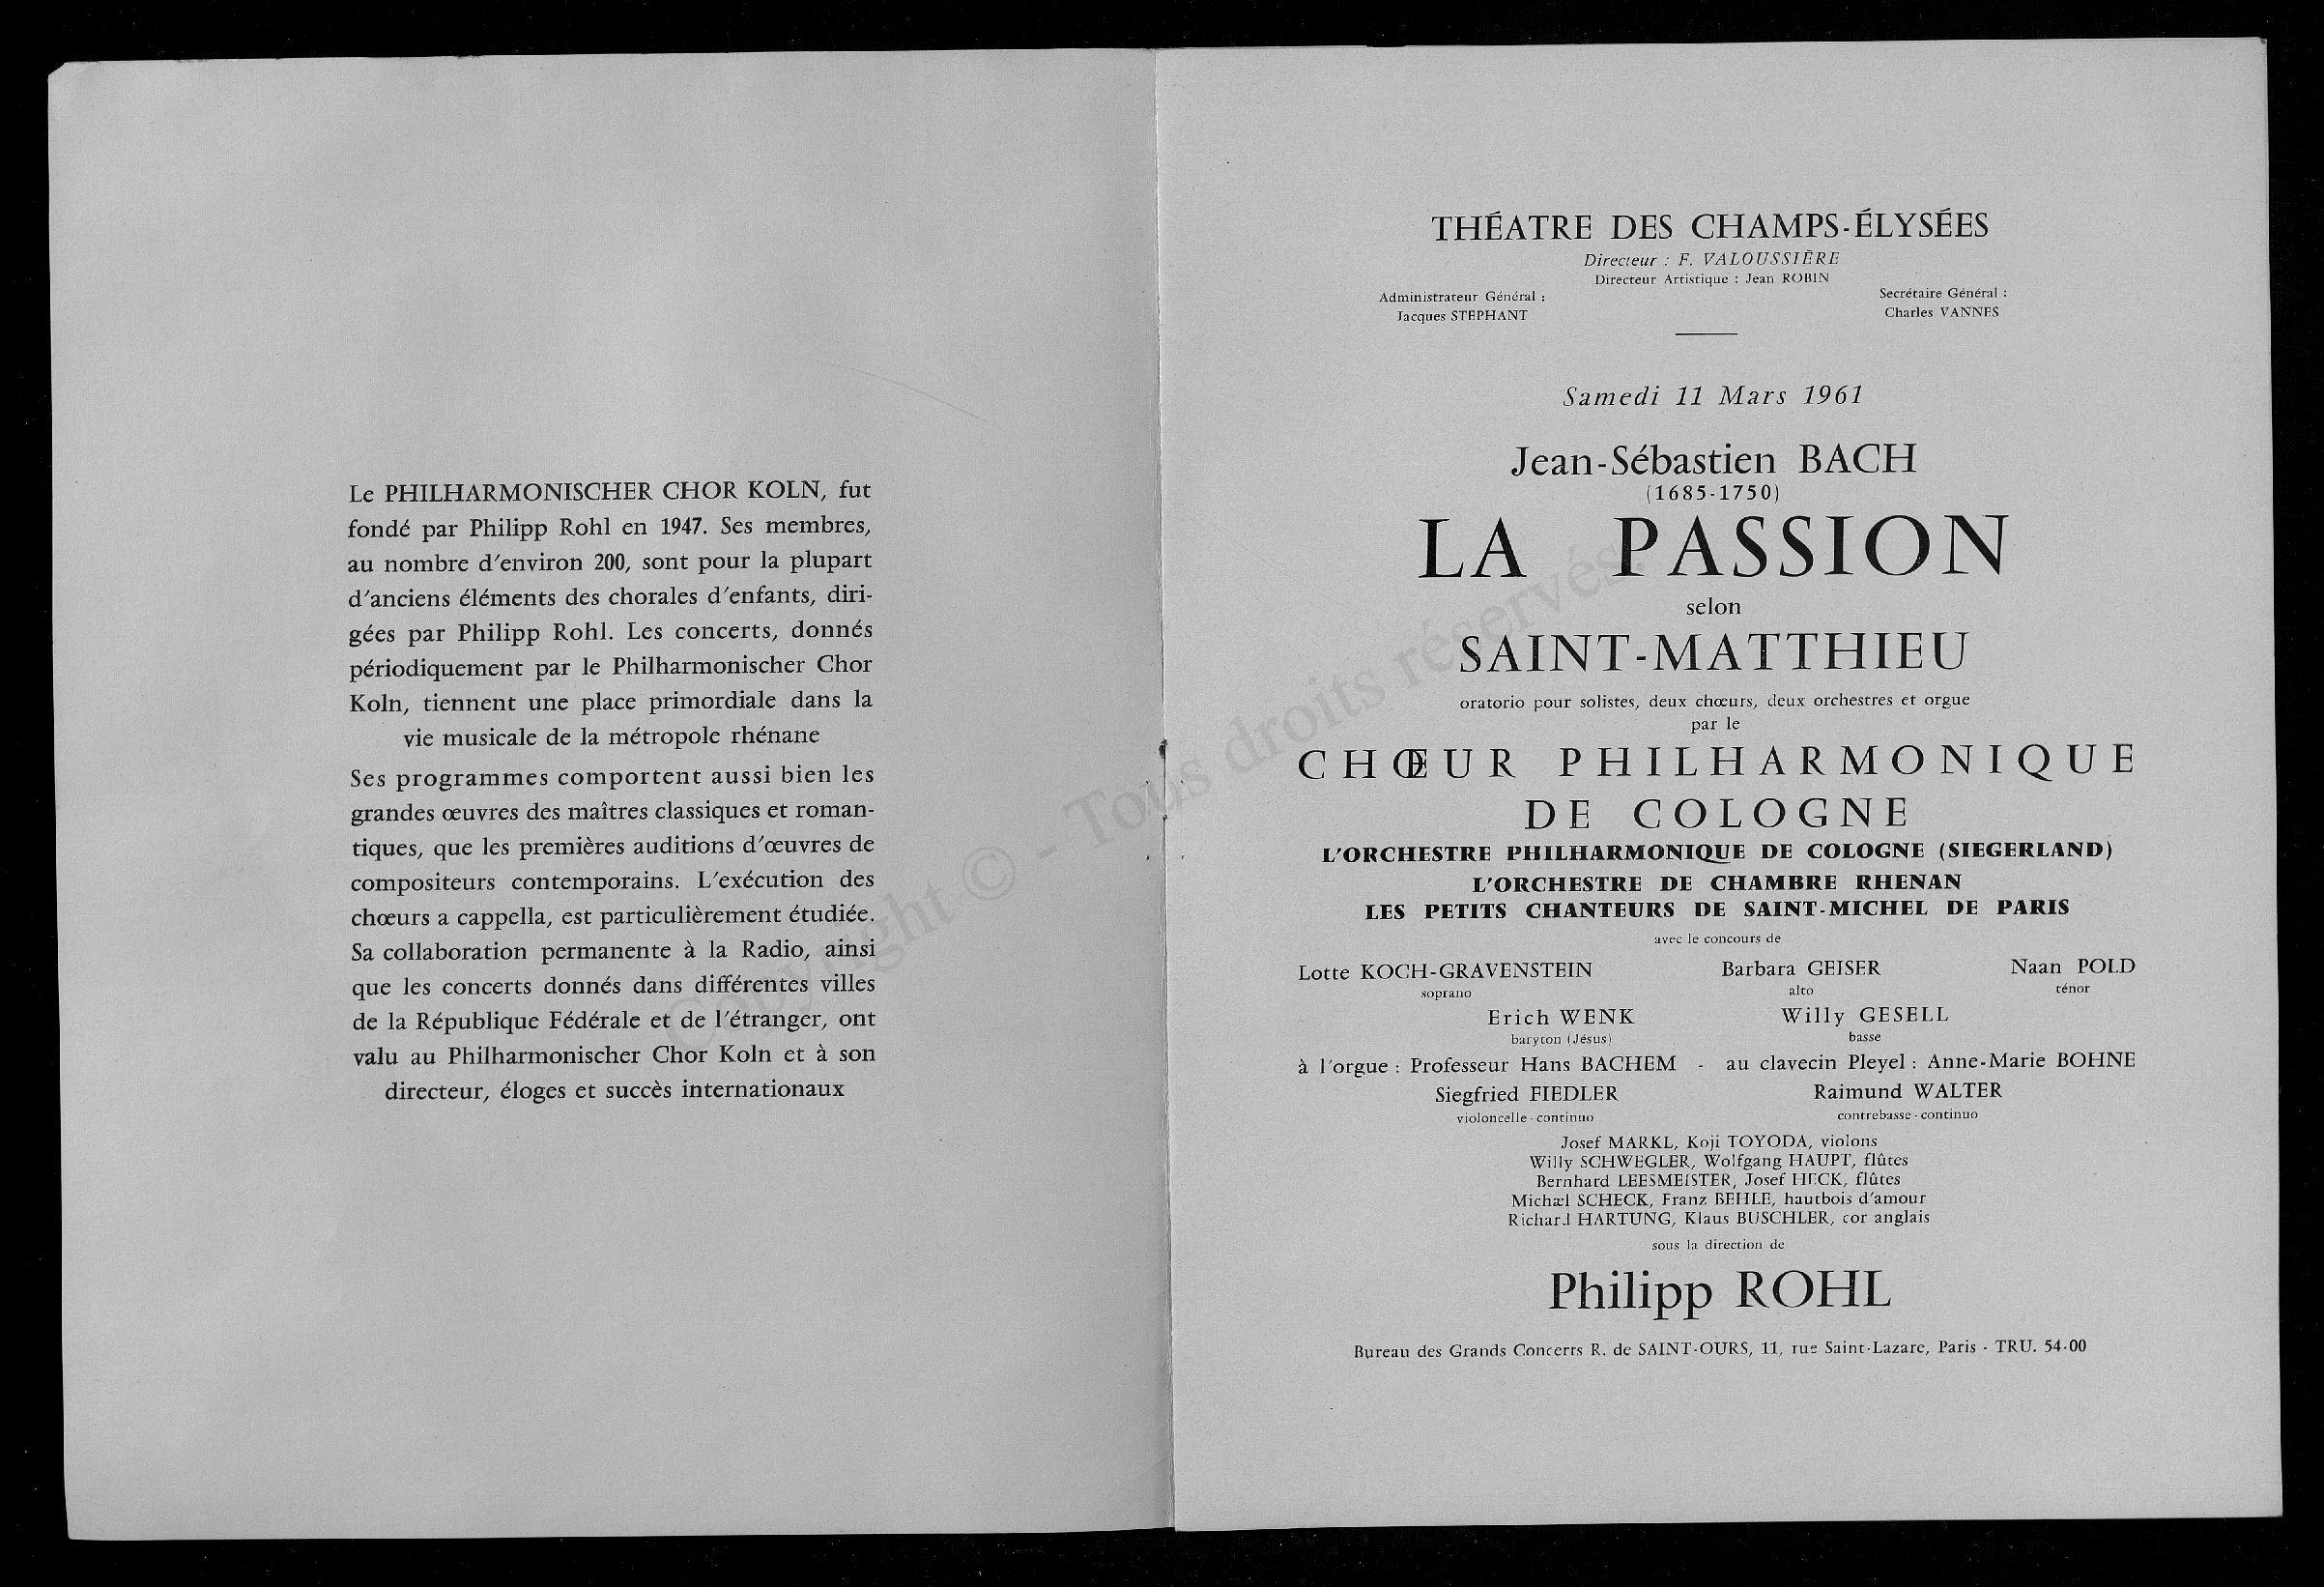 Le PHILHARMONISCHER CHOR KOLN, fut
fondé par Philipp Rohl en 1947. Ses membres,
au nombre d'environ 200, sont pour la plupart
d'anciens éléments des chorales d'enfants, diri-
gées par Philipp Rohl. Les concerts, donnés
périodiquement par le Philharmonischer Chor
Koln, tiennent une place primordiale dans la
vie musicale de la métropole rhénane
Ses programmes comportent aussi bien les
grandes œuvres des maîtres classiques et roman-
tiques, que les premières auditions d'œuvres de
compositeurs contemporains. L'exécution des
chœurs a cappella, est particulièrement étudiée.
Sa collaboration permanente à la Radio, ainsi
que les concerts donnés dans différentes villes
de la République Fédérale et de l'étranger, ont
valu au Philharmonischer Chor Koln et à son
directeur, éloges et succès internationaux
THÉATRE DES CHAMPS-ÉLYSÉES
Directeur : F. VALOUSSIÈRE
Directeur Artistique : Jean ROBIN
Administrateur Général : Secrétaire Général :
Jacques STEPHANT Charles VANNES
Samedi 11 Mars 1961
Jean-Sébastien BACH
(1685-1750)
LA PASSION
selon
SAINT-MATTHIEU
oratorio pour solistes, deux chœurs, deux orchestres et orgue
par le
CHŒUR PHILHARMONIQUE
DE COLOGNE
L'ORCHESTRE PHILHARMONIQUE DE COLOGNE (SIEGERLAND)
L'ORCHESTRE DE CHAMBRE RHENAN
LES PETITS CHANTEURS DE SAINT-MICHEL DE PARIS
avec le concours de
Lotte KOCH-GRAVENSTEIN Barbara GEISER Naan POLD
soprano alto ténor
Erich WENK Willy GESELL
baryton (Jésus) basse
à l'orgue : Professeur Hans BACHEM - au clavecin Pleyel : Anne-Marie BOHNE
Siegfried FIEDLER Raimund WALTER
violoncelle - continuo contrebasse - continuo
Josef MARKL, Koji TOYODA, violons
Willy SCHWEGLER, Wolfgang HAUPT, flûtes
Bernhard LEESMEISTER, Josef HECK, flûtes
Michæl SCHECK, Franz BEHLE, hautbois d'amour
Richard HARTUNG, Klaus BUSCHLER, cor anglais
sous la direction de
Philipp ROHL
Bureau des Grands Concerts R. de SAINT-OURS, 11, rue Saint-Lazare, Paris - TRU. 54-00
Copyright © - Tous droits réservés.